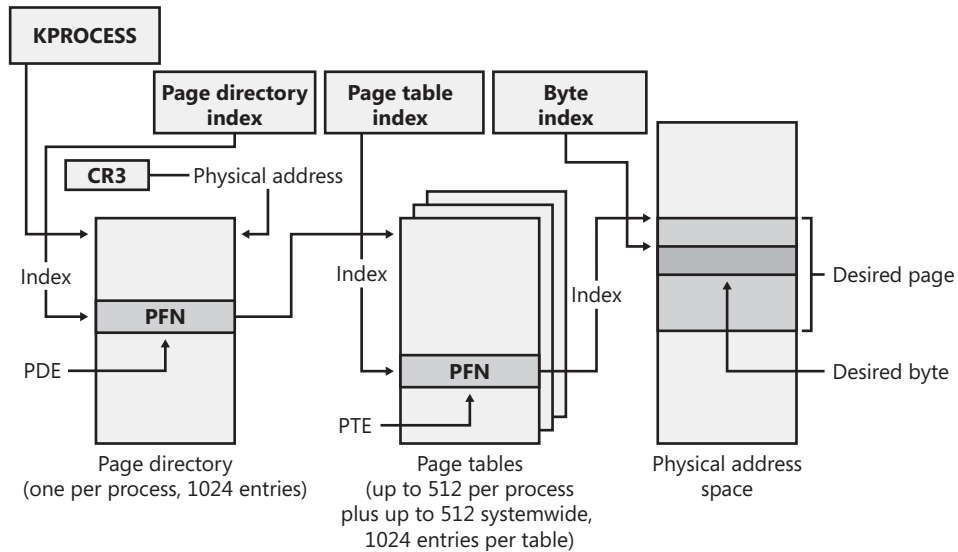 KPROCESS
Page directory
index
Page table
index
Byte
index
CR3
Physical address
Index
Index
Index
Desired page
PFN
PDE
PFN
Desired byte
PTE
Page directory
(one per process, 1024 entries)
Page tables
(up to 512 per process
plus up to 512 systemwide,
1024 entries per table)
Physical address
space